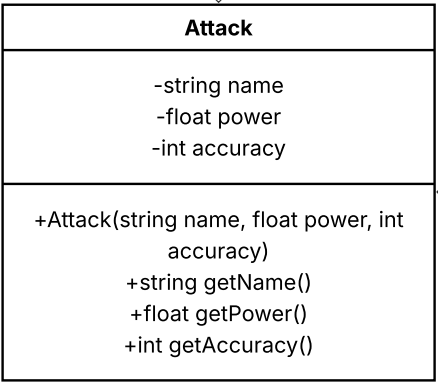 Attack
-string name
-float power
-int accuracy
+Attack(string name, float power, int
accuracy)
+string getName()
+float getPower()
+int getAccuracy()